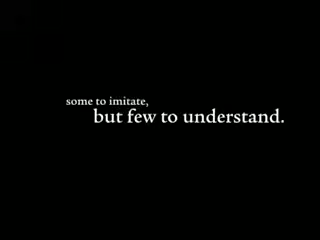 some to imitate,
but few to understand.